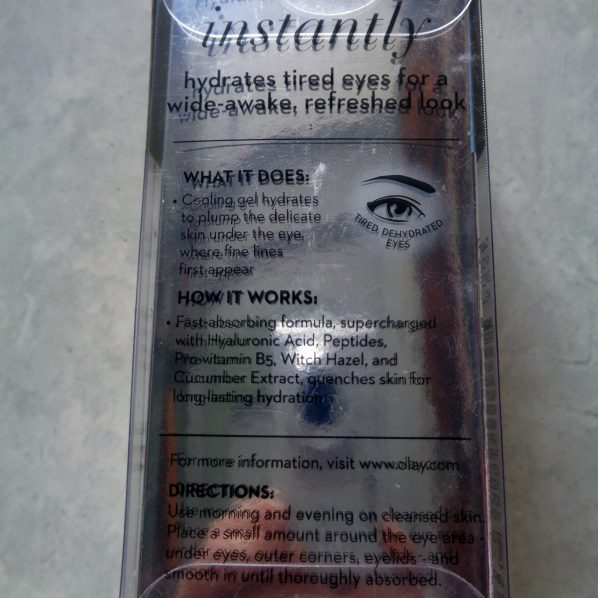 instantly
hydrates tired eyes for a
wide-awake, refreshed look
WHAT IT DOES:
• Cooling gel hydrates
to plump the delicate
skin under the eye,
where fine lines
first appear
TIRED, DEHYDRATED
EYES
HOW IT WORKS:
• Fast-absorbing formula, supercharged
with Hyaluronic Acid, Peptides,
Pro-vitamin B5, Witch Hazel, and
Cucumber Extract, quenches skin for
long-lasting hydration
For more information, visit www.olay.com
DIRECTIONS:
Use morning and evening on cleansed skin.
Place a small amount around the eye area -
under eyes, outer corners, eyelids - and
smooth in until thoroughly absorbed.